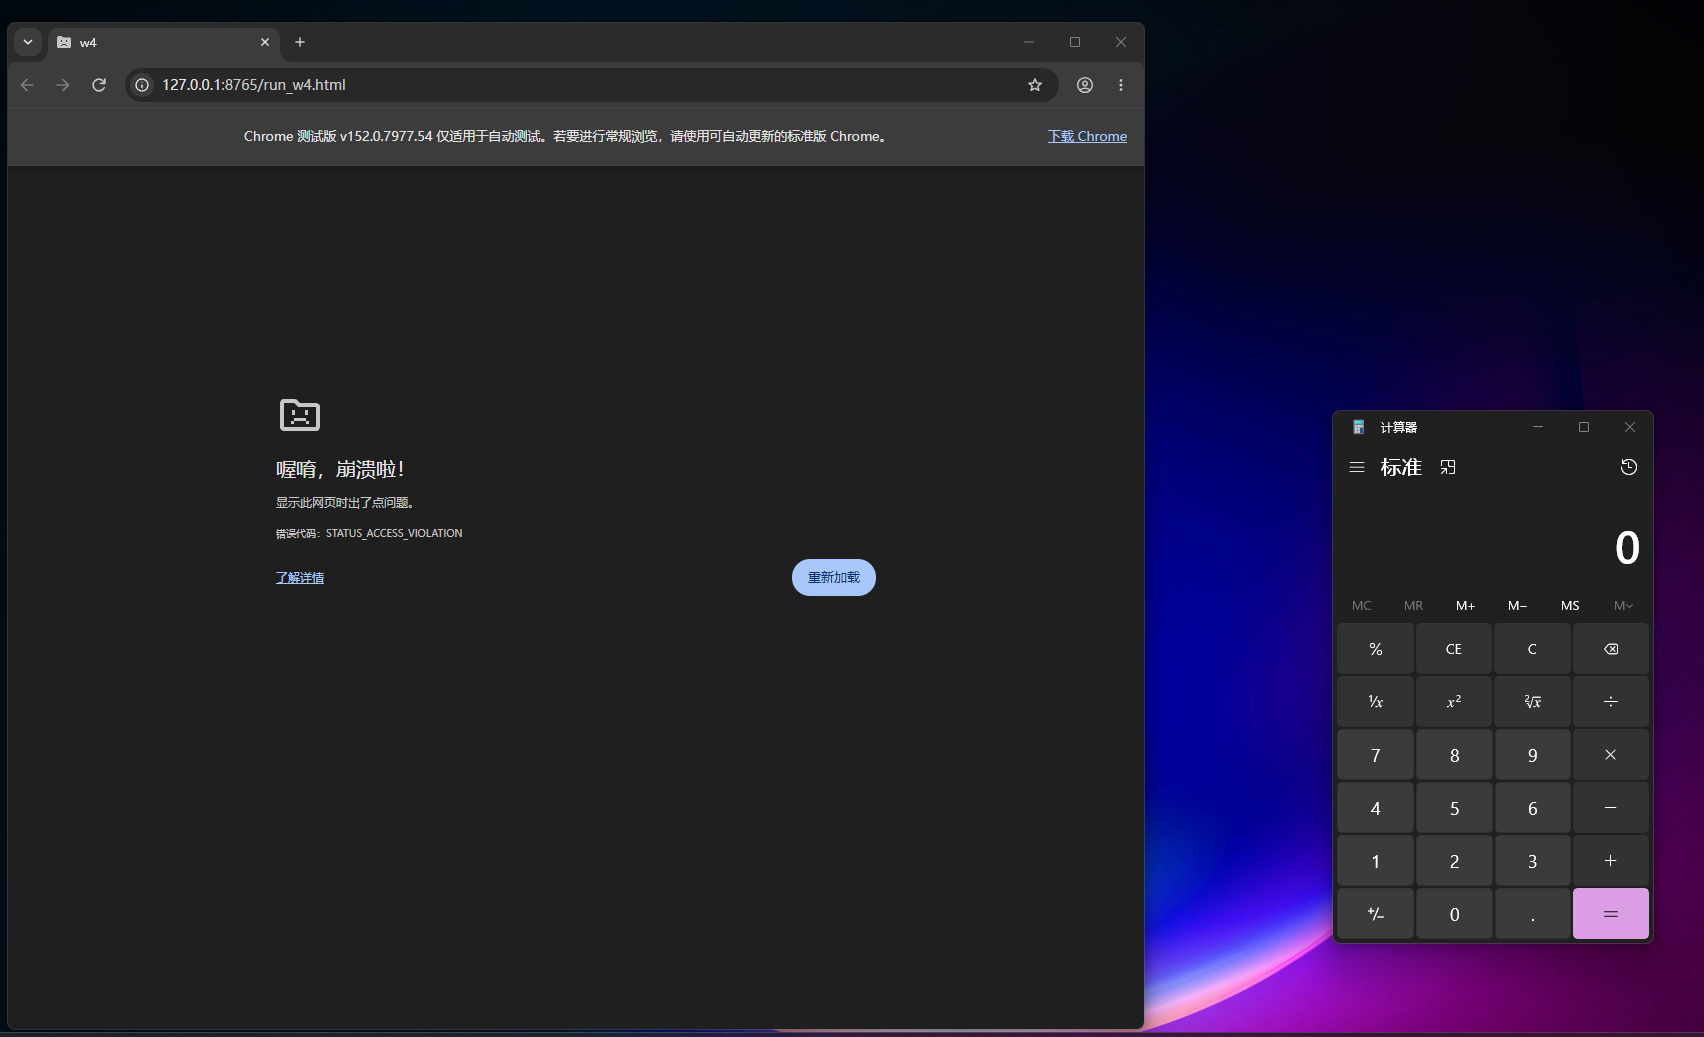 w4
127.0.0.1:8765/run_w4.html
Chrome 测试版 v152.0.7977.54 仅适用于自动测试。若要进行常规浏览，请使用可自动更新的标准版 Chrome。
下载 Chrome
喔唷，崩溃啦！
显示此网页时出了点问题。
错误代码：STATUS_ACCESS_VIOLATION
了解详情
重新加载
计算器
标准
0
MC MR M+ M− MS M
% CE C
¹/x x² ²√x ÷
7 8 9 ×
4 5 6 −
1 2 3 +
+/− 0 . =